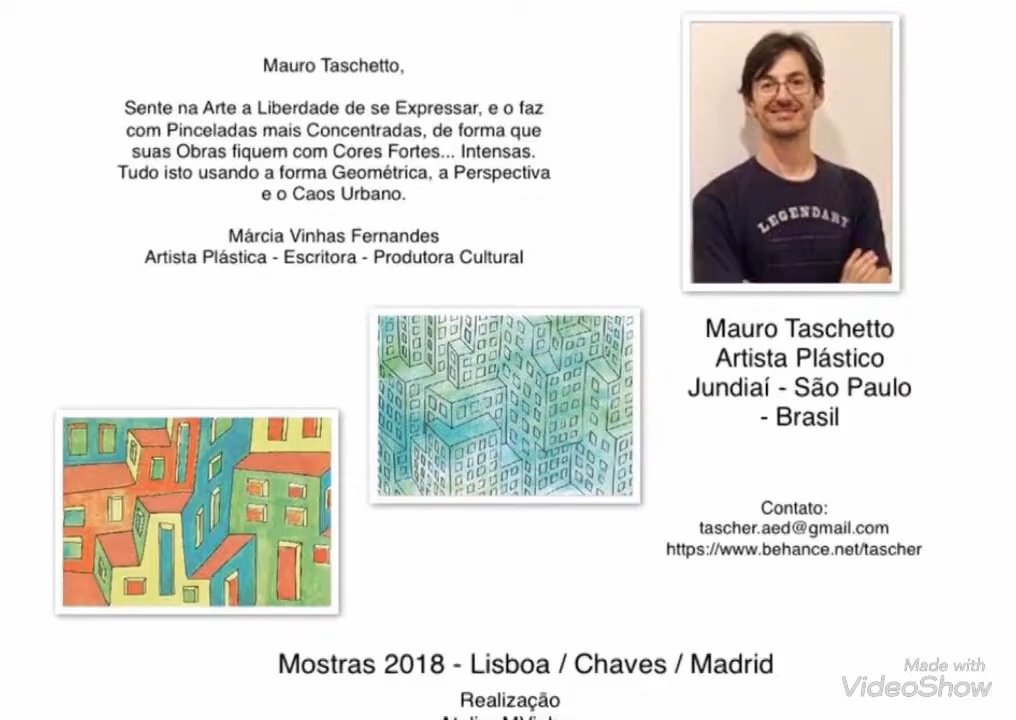 Mauro Taschetto,
Sente na Arte a Liberdade de se Expressar, e o faz
com Pinceladas mais Concentradas, de forma que
suas Obras fiquem com Cores Fortes... Intensas.
Tudo isto usando a forma Geométrica, a Perspectiva
e o Caos Urbano.
Márcia Vinhas Fernandes
Artista Plástica - Escritora - Produtora Cultural
LEGENDARY
Mauro Taschetto
Artista Plástico
Jundiaí - São Paulo
- Brasil
Contato:
tascher.aed@gmail.com
https://www.behance.net/tascher
Mostras 2018 - Lisboa / Chaves / Madrid
Realização
Made with
VideoShow